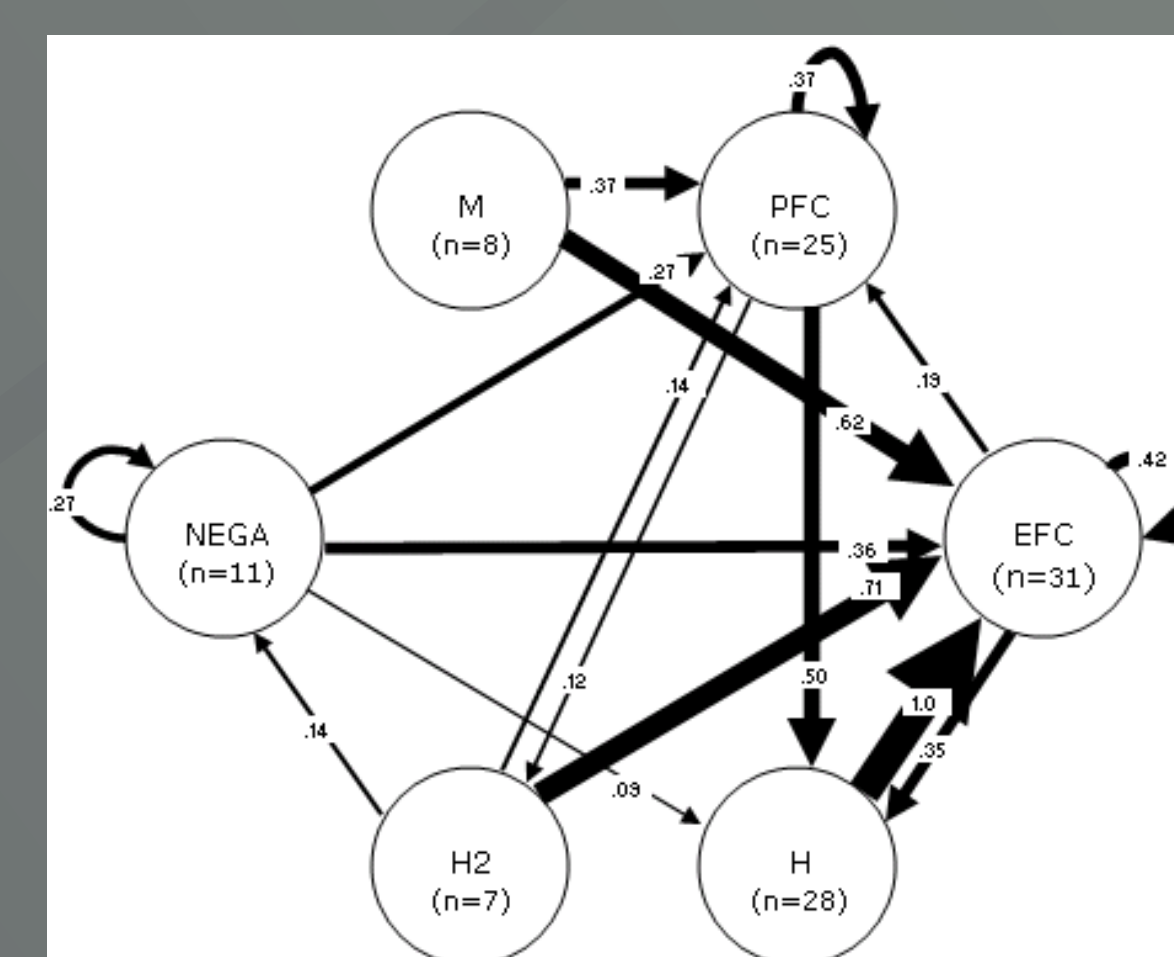 .37
M
(n=8)
.37
PFC
(n=25)
.27
.14
.19
.62
.42
.27
NEGA
(n=11)
.36
EFC
(n=31)
.71
.12
.50
1.0
.14
.35
.09
H2
(n=7)
H
(n=28)